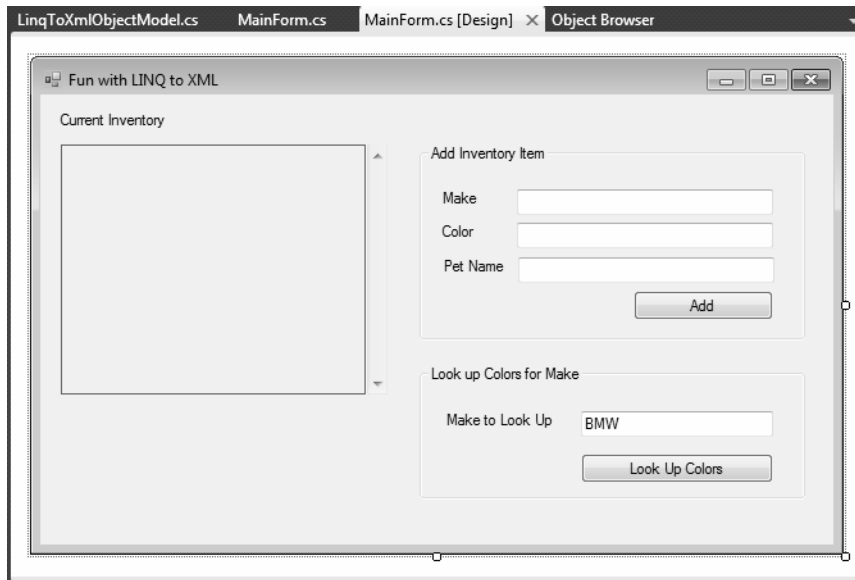 LinqToXmlObjectModel.cs MainForm.cs MainForm.cs [Design] Object Browser
Fun with LINQ to XML
Current Inventory
Add Inventory Item
Make
Color
Pet Name
Add
Look up Colors for Make
Make to Look Up BMW
Look Up Colors